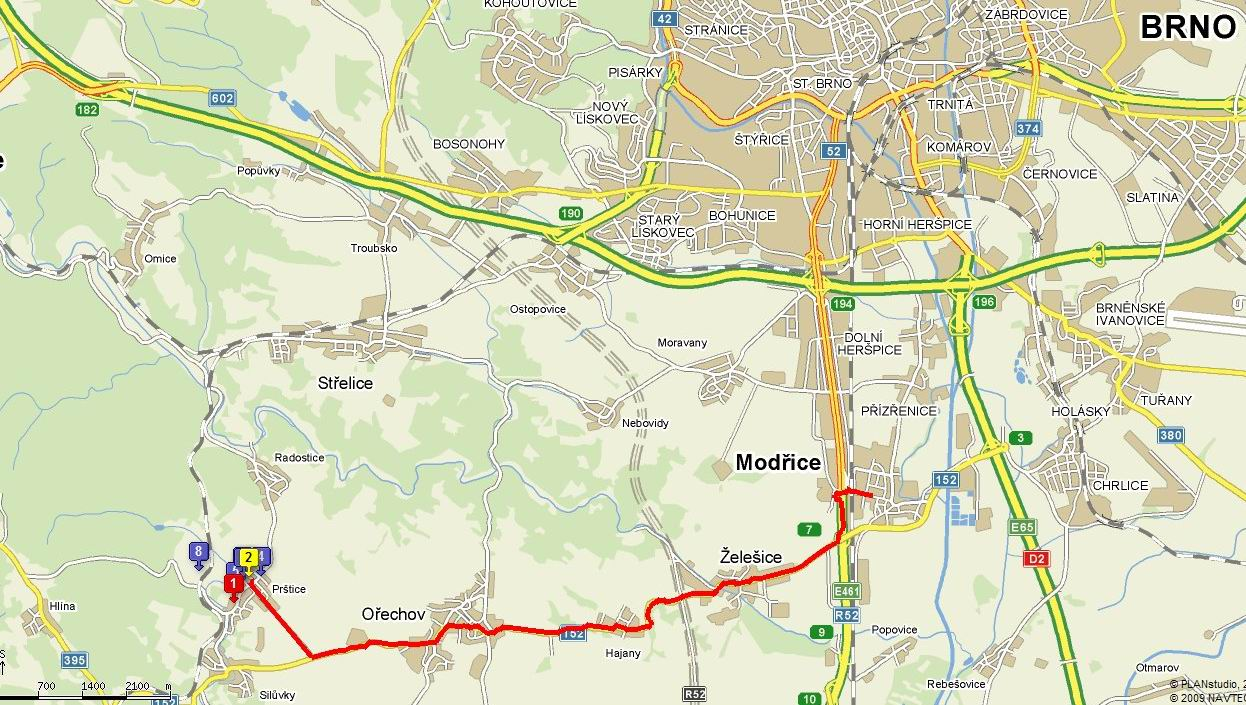 KOHOUTOVICE
42
STRÁNICE
ZÁBRDOVICE
BRNO
PISÁRKY
ST. BRNO
182
602
NOVÝ
LÍSKOVEC
TRNITÁ
374
ŠTÝŘICE
BOSONOHY
52
KOMÁROV
e
Popůvky
ČERNOVICE
SLATINA
190
STARÝ
LÍSKOVEC
BOHUNICE
HORNÍ HERŠPICE
Troubsko
Omice
Ostopovice
194
196
BRNĚNSKÉ
IVANOVICE
Moravany
DOLNÍ
HERŠPICE
Střelice
TUŘANY
PŘÍZŘENICE
HOLÁSKY
Nebovidy
3
380
Radostice
Modřice
152
CHRLICE
7
E65
D2
8
2
4
1
Želešice
Prštice
E461
R52
Hlína
Ořechov
152
9
Popovice
Hajany
395
Otmarov
Rebešovice
Silůvky
R52
10
700
1400
2100
m
152
© PLANstudio, 2
© 2009 NAVTEQ